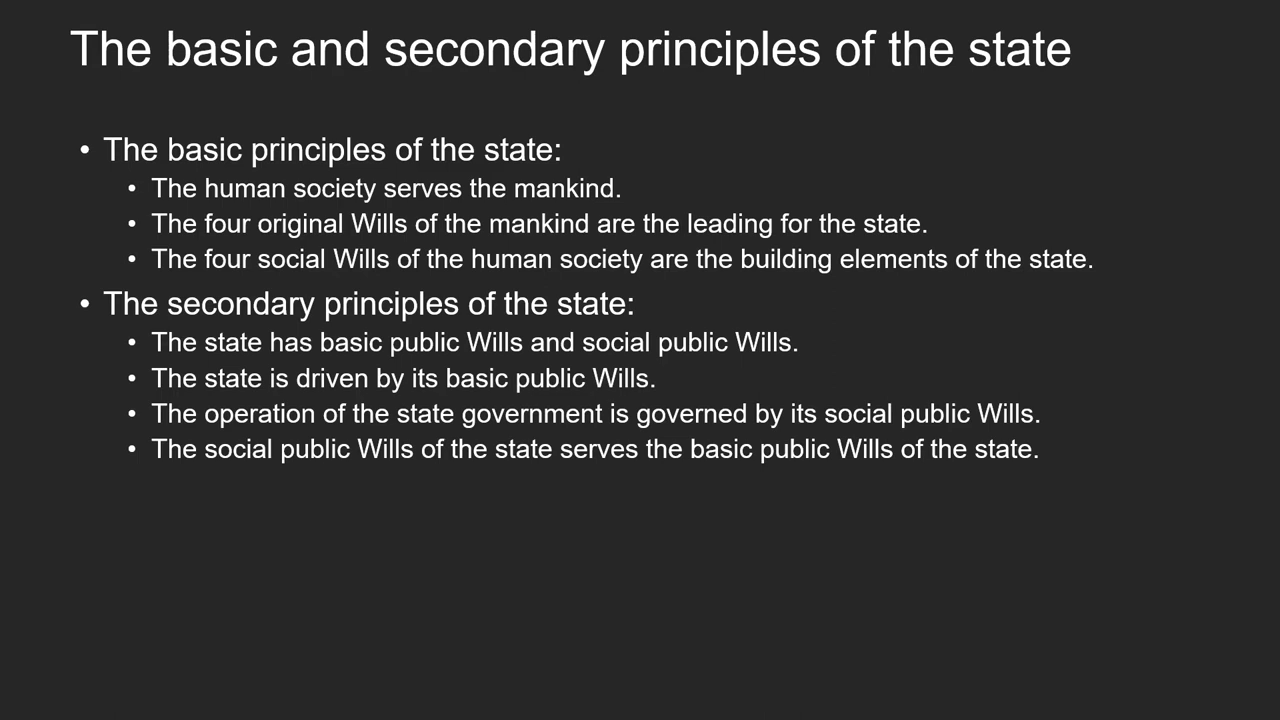 The basic and secondary principles of the state
• The basic principles of the state:
• The human society serves the mankind.
• The four original Wills of the mankind are the leading for the state.
• The four social Wills of the human society are the building elements of the state.
• The secondary principles of the state:
• The state has basic public Wills and social public Wills.
• The state is driven by its basic public Wills.
• The operation of the state government is governed by its social public Wills.
• The social public Wills of the state serves the basic public Wills of the state.